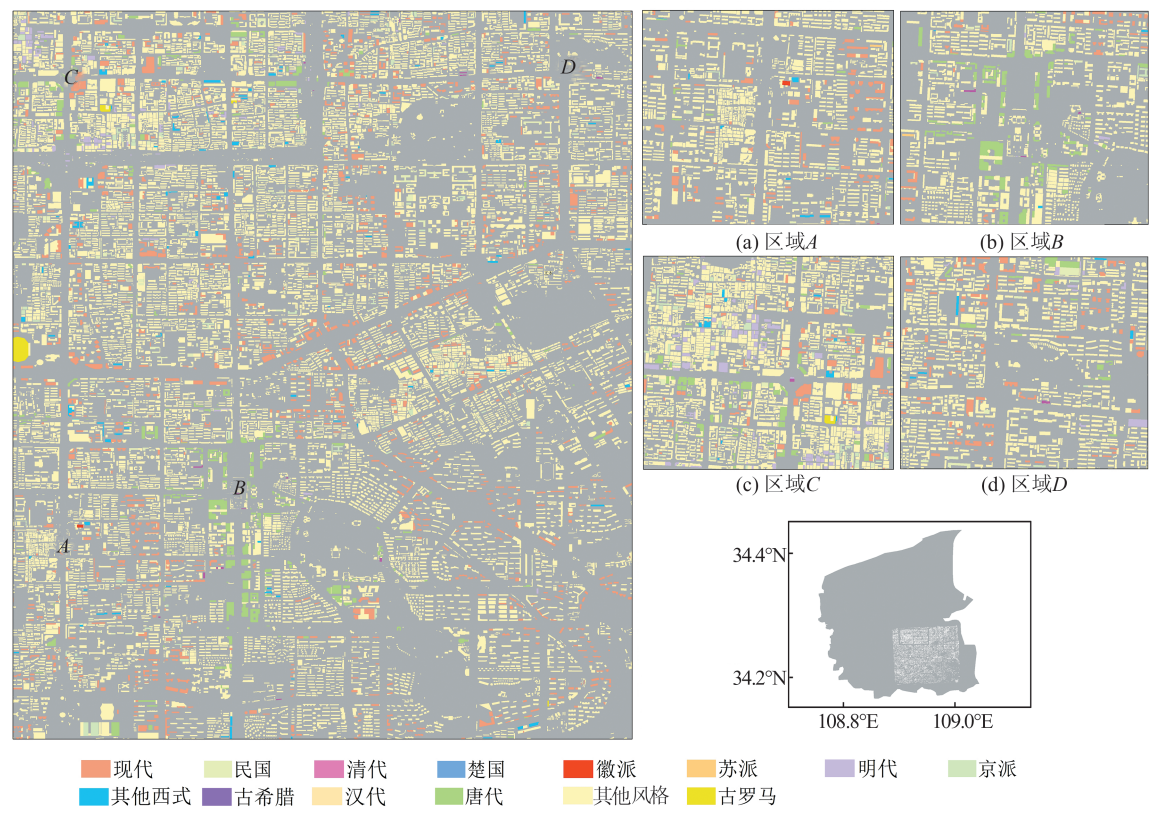 C
D
B
A
(a) 区域A
(b) 区域B
(c) 区域C
(d) 区域D
34.4°N
34.2°N
108.8°E 109.0°E
现代 民国 清代 楚国 徽派 苏派 明代 京派
其他西式 古希腊 汉代 唐代 其他风格 古罗马